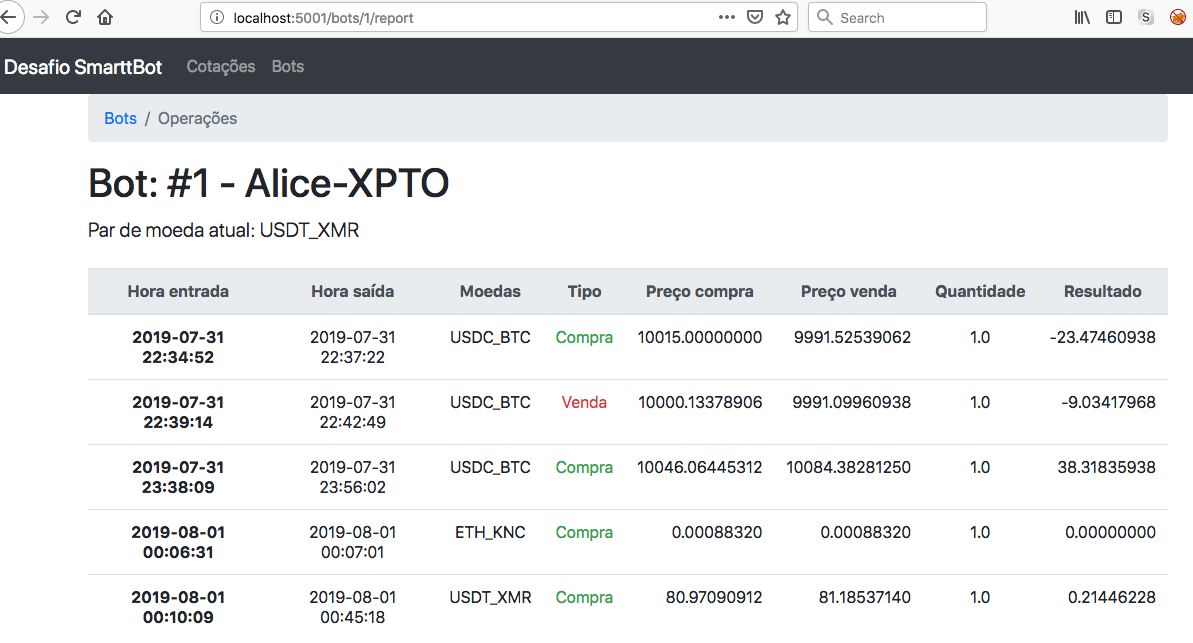 localhost:5001/bots/1/report
Search
S
Desafio SmarttBot Cotações Bots
Bots / Operações
Bot: #1 - Alice-XPTO
Par de moeda atual: USDT_XMR
Hora entrada Hora saída Moedas Tipo Preço compra Preço venda Quantidade Resultado
2019-07-31 2019-07-31 USDC_BTC Compra 10015.00000000 9991.52539062 1.0 -23.47460938
22:34:52 22:37:22
2019-07-31 2019-07-31 USDC_BTC Venda 10000.13378906 9991.09960938 1.0 -9.03417968
22:39:14 22:42:49
2019-07-31 2019-07-31 USDC_BTC Compra 10046.06445312 10084.38281250 1.0 38.31835938
23:38:09 23:56:02
2019-08-01 2019-08-01 ETH_KNC Compra 0.00088320 0.00088320 1.0 0.00000000
00:06:31 00:07:01
2019-08-01 2019-08-01 USDT_XMR Compra 80.97090912 81.18537140 1.0 0.21446228
00:10:09 00:45:18